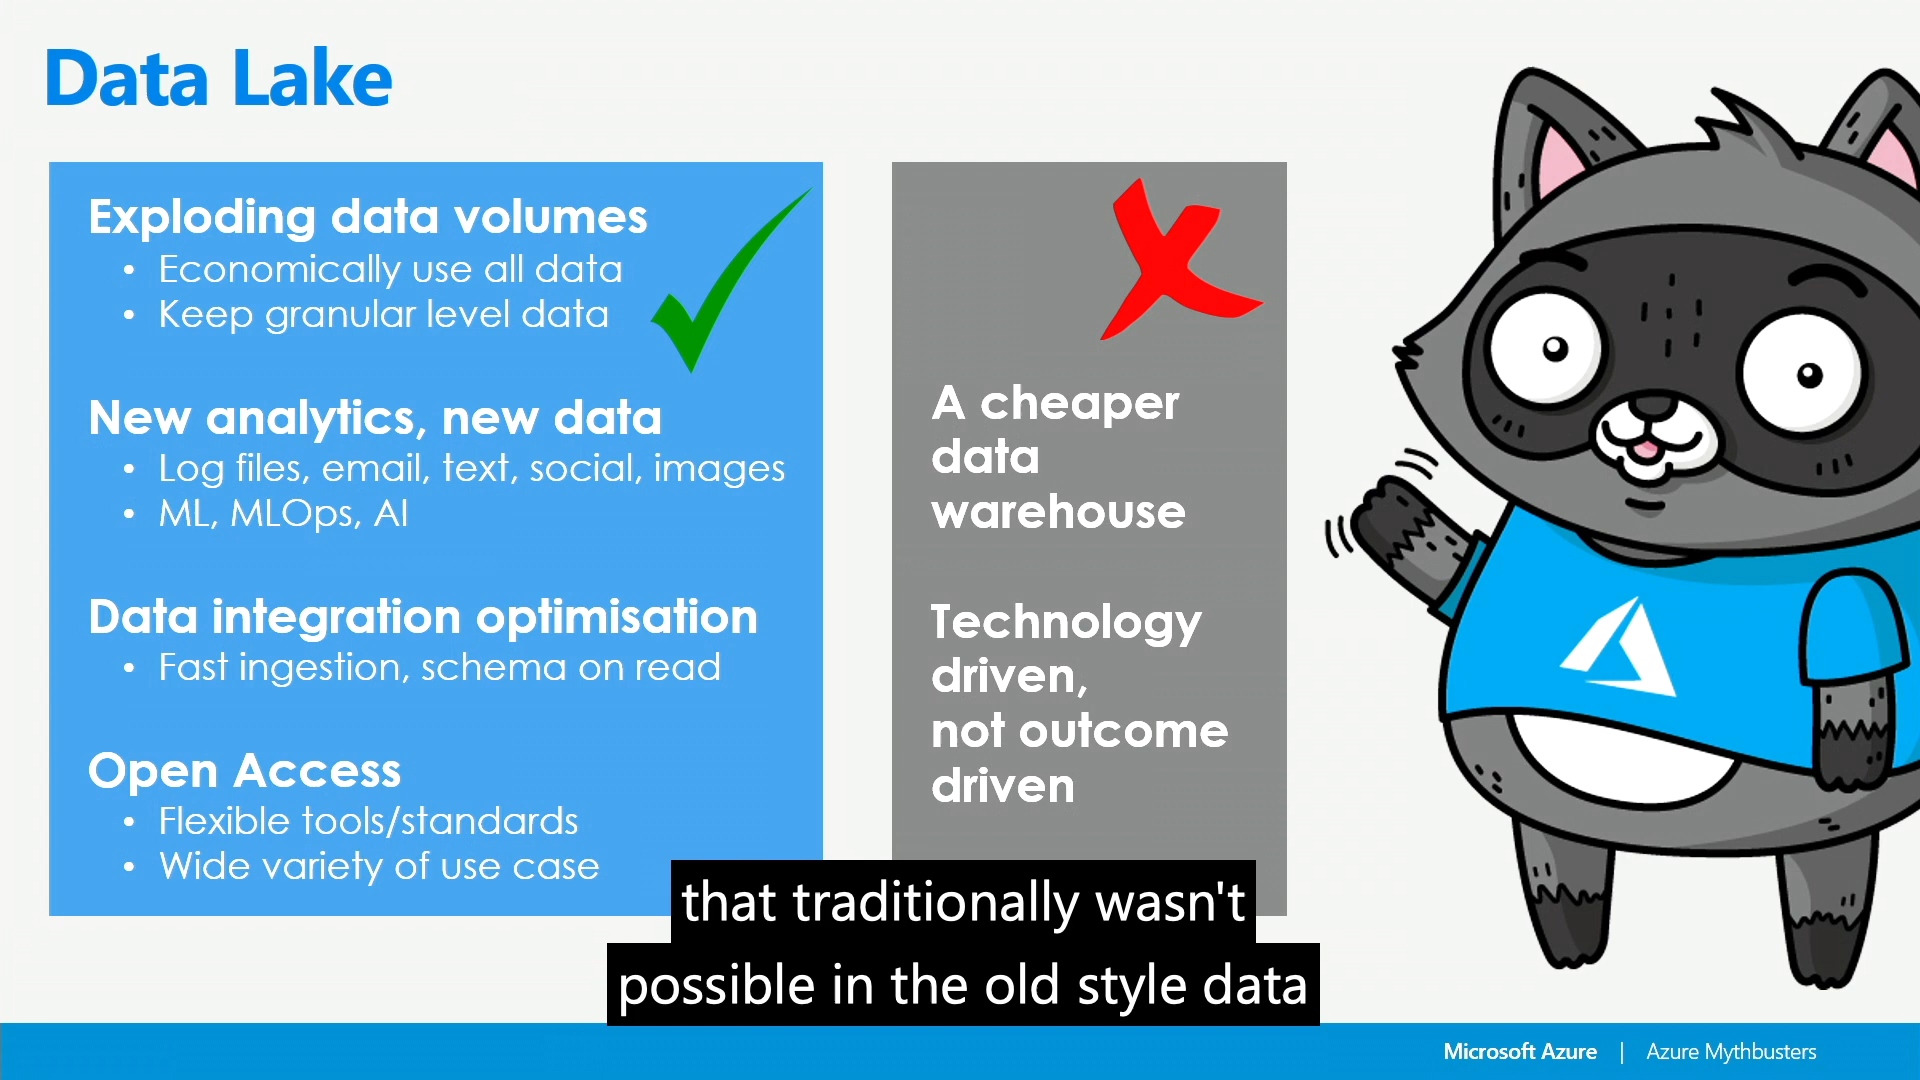 Data Lake
Exploding data volumes
• Economically use all data
• Keep granular level data
New analytics, new data
• Log files, email, text, social, images
• ML, MLOps, AI
Data integration optimisation
• Fast ingestion, schema on read
Open Access
• Flexible tools/standards
• Wide variety of use case
A cheaper
data
warehouse
Technology
driven,
not outcome
driven
that traditionally wasn't
possible in the old style data
Microsoft Azure | Azure Mythbusters